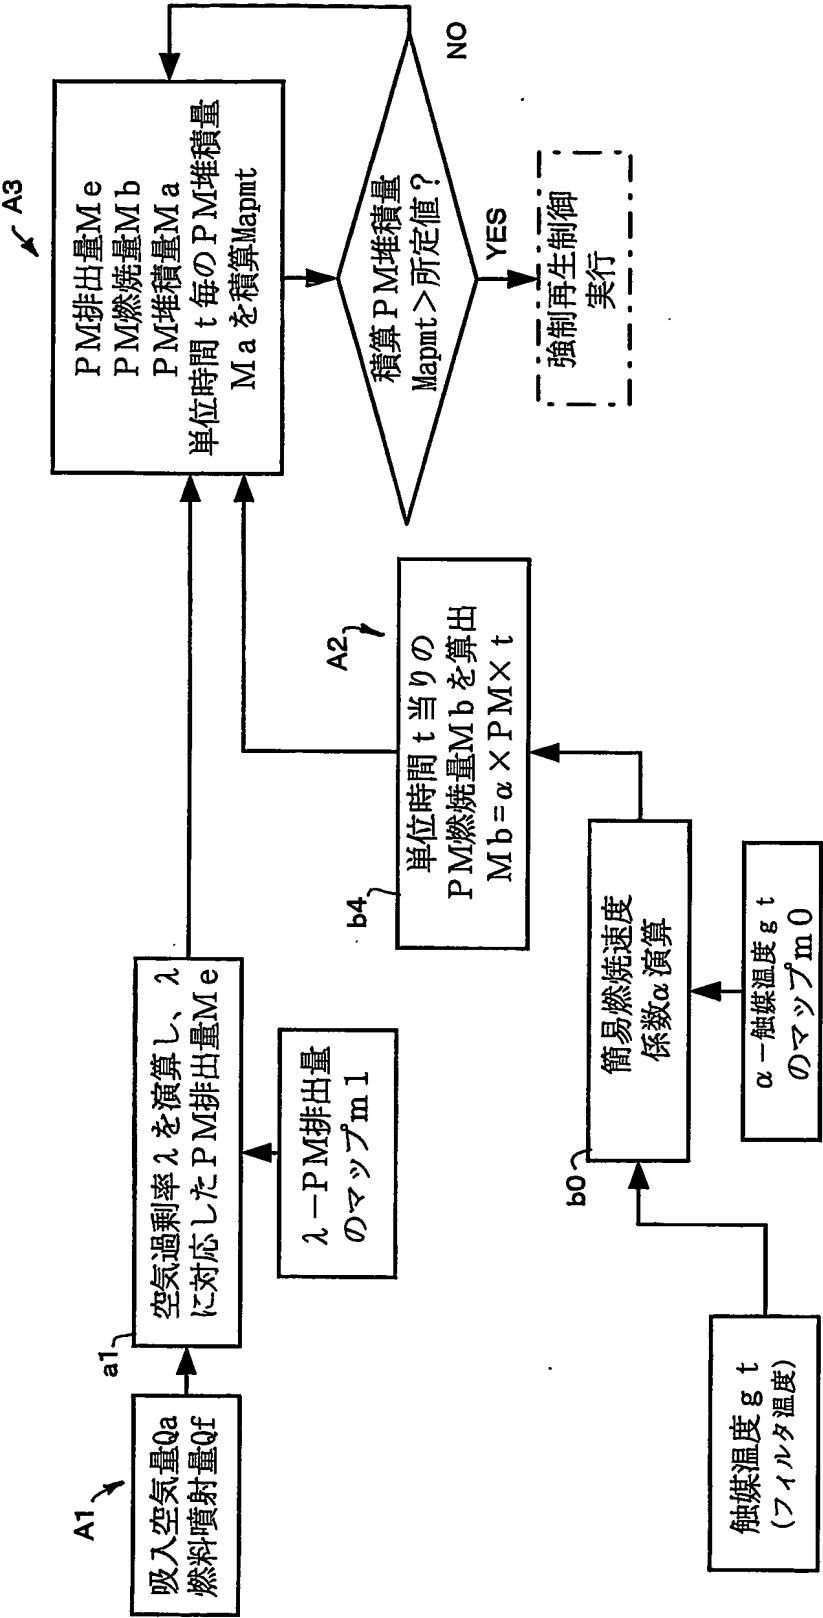 A1
吸入空気量Qa
燃料噴射量Qf
a1
空気過剰率λを演算し、λ
に対応したPM排出量Me
λ－PM排出量
のマップm1
触媒温度gt
(フィルタ温度)
b0
簡易燃焼速度
係数α演算
α－触媒温度gt
のマップm0
A2
b4
単位時間t当りの
PM燃焼量Mbを算出
Mb=α×PM×t
A3
PM排出量Me
PM燃焼量Mb
PM堆積量Ma
単位時間t毎のPM堆積量
Maを積算Mapmt
積算PM堆積量
Mapmt>所定値?
NO
YES
強制再生制御
実行